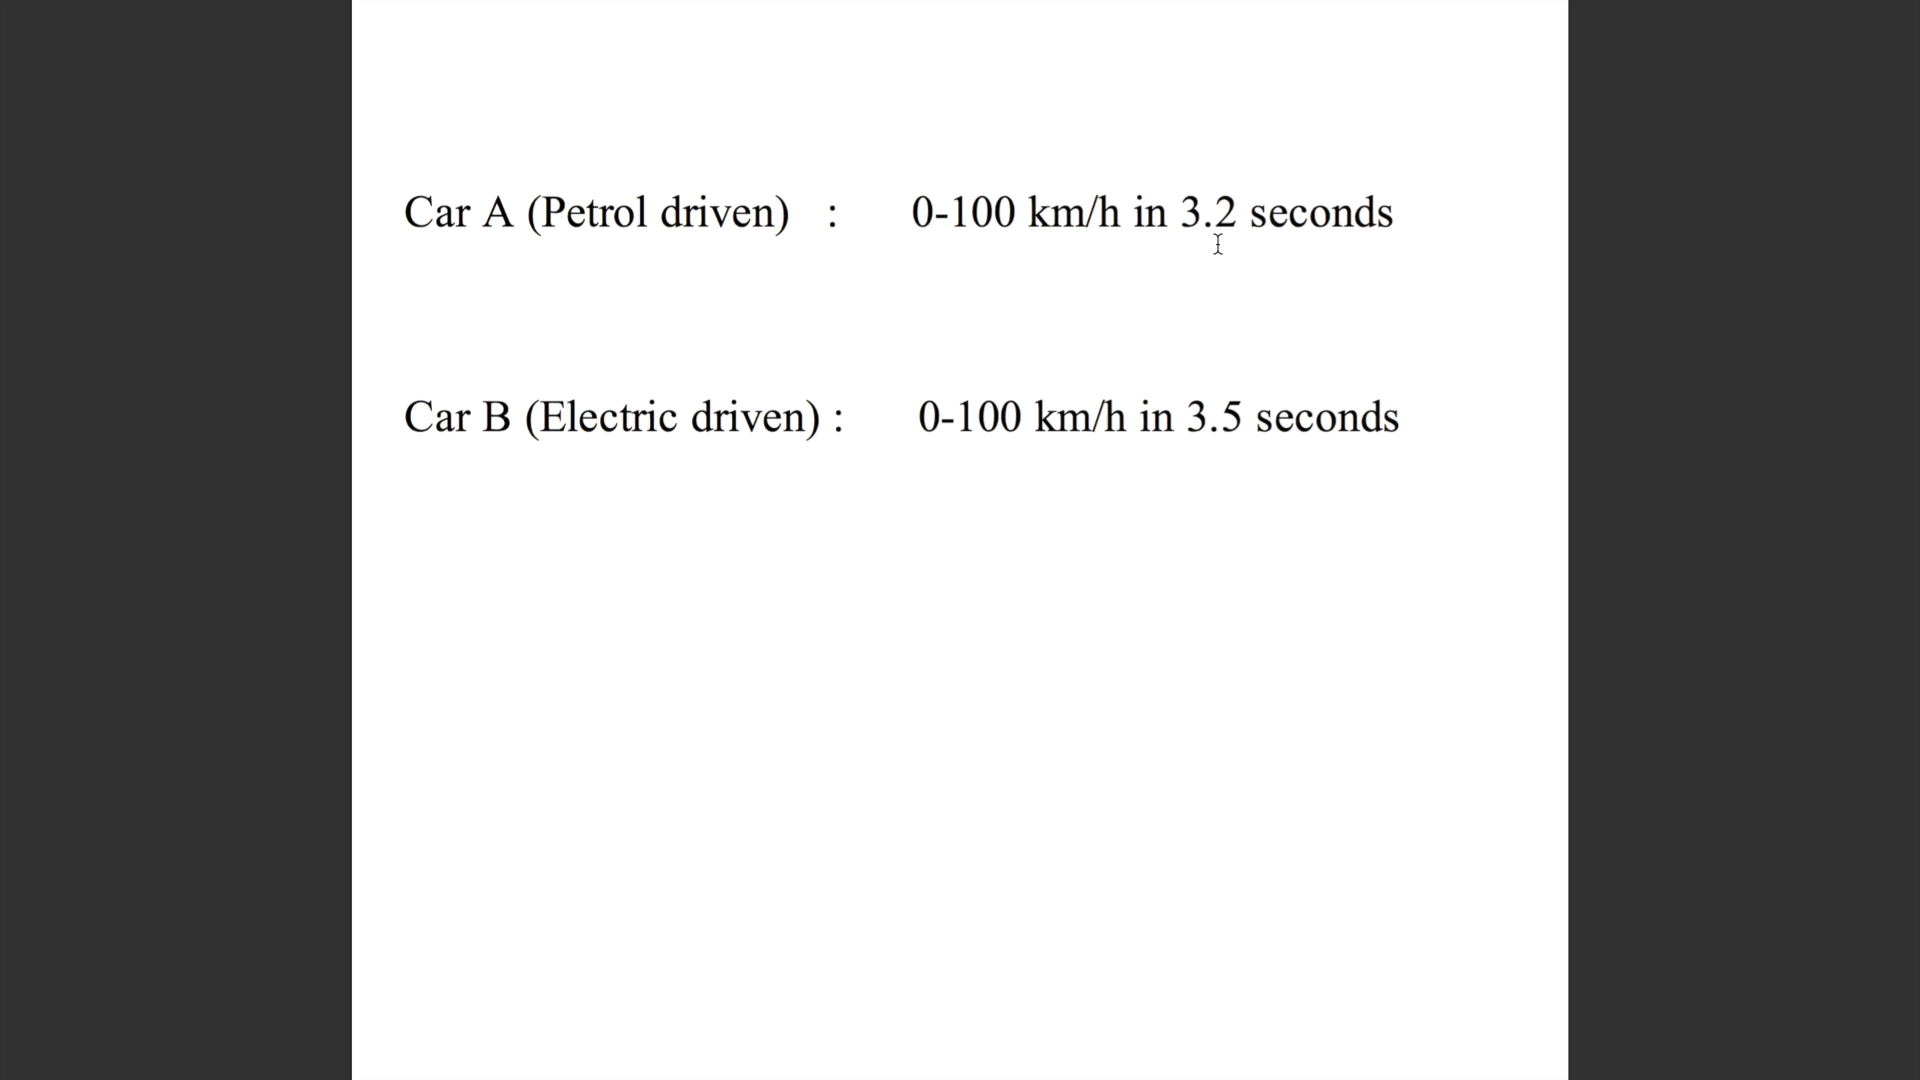 Car A (Petrol driven) : 0-100 km/h in 3.2 seconds
Car B (Electric driven) : 0-100 km/h in 3.5 seconds